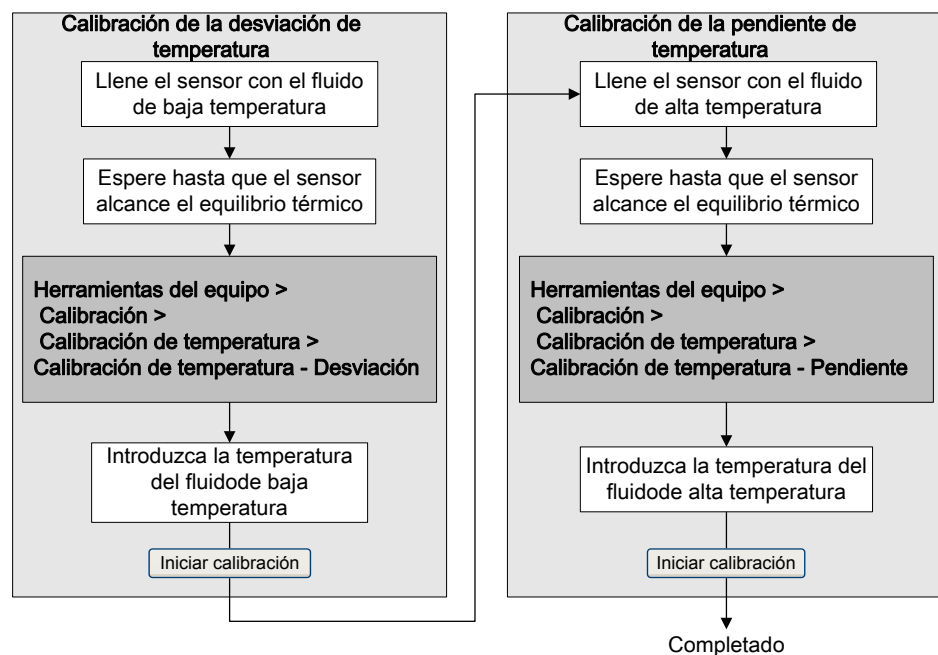 Calibración de la desviación de
temperatura
Llene el sensor con el fluido
de baja temperatura
Espere hasta que el sensor
alcance el equilibrio térmico
Herramientas del equipo >
Calibración >
Calibración de temperatura >
Calibración de temperatura - Desviación
Introduzca la temperatura
del fluidode baja
temperatura
Iniciar calibración
Calibración de la pendiente de
temperatura
Llene el sensor con el fluido
de alta temperatura
Espere hasta que el sensor
alcance el equilibrio térmico
Herramientas del equipo >
Calibración >
Calibración de temperatura >
Calibración de temperatura - Pendiente
Introduzca la temperatura del
fluidode alta temperatura
Iniciar calibración
Completado